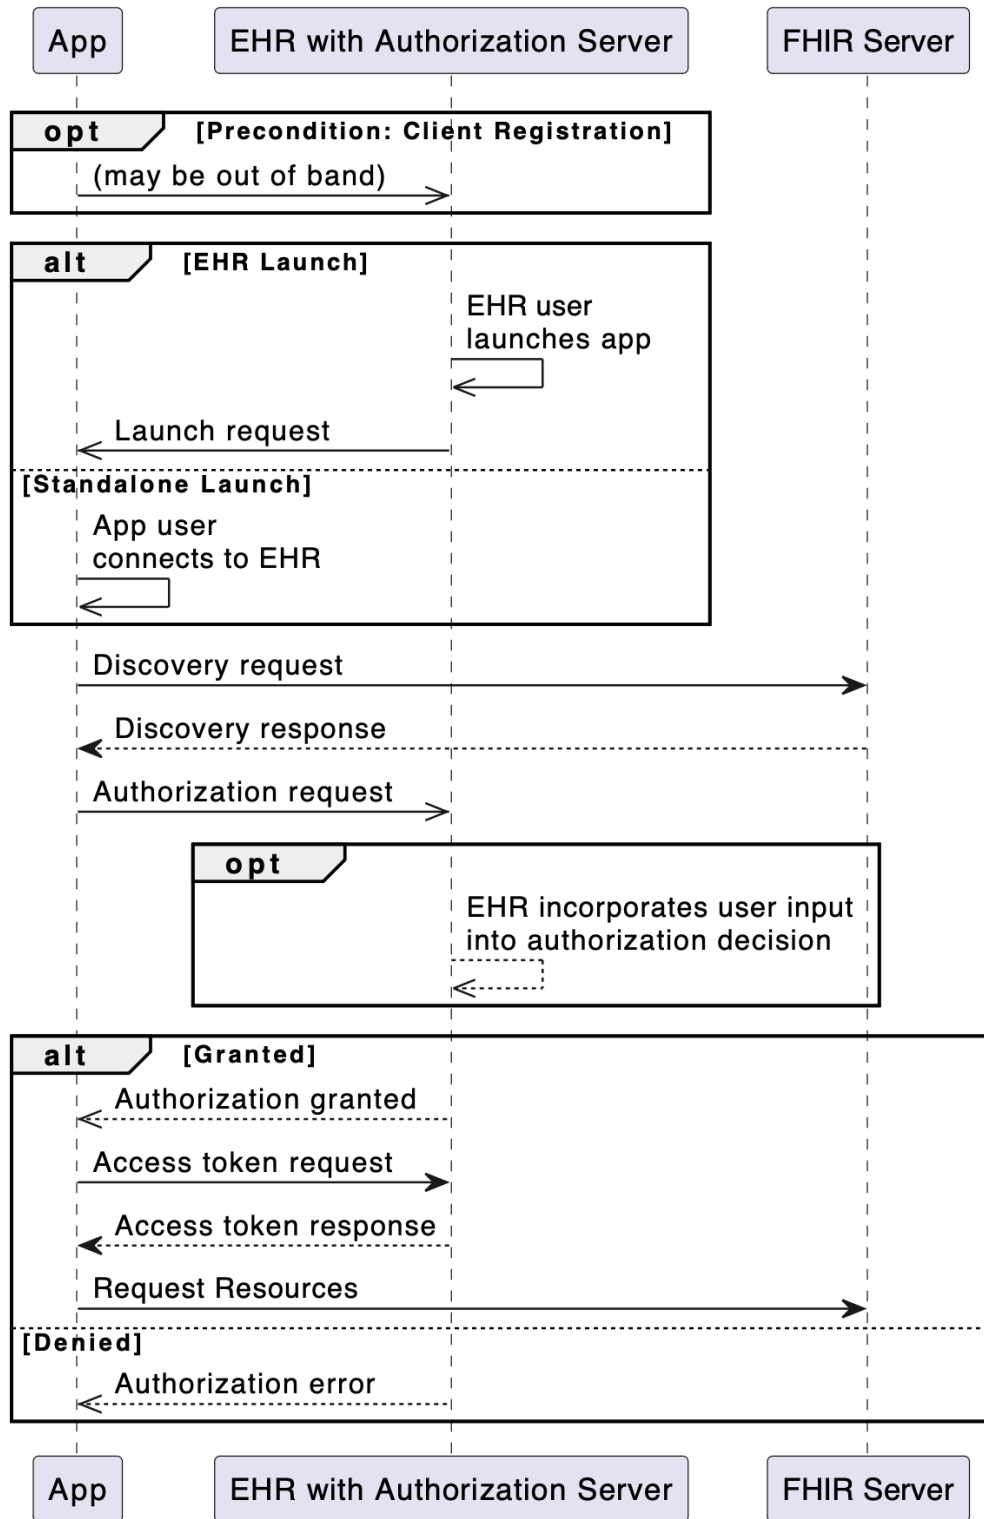 App
EHR with Authorization Server
FHIR Server
opt
[Precondition: Client Registration]
(may be out of band)
alt
[EHR Launch]
EHR user
launches app
Launch request
[Standalone Launch]
App user
connects to EHR
Discovery request
Discovery response
Authorization request
opt
EHR incorporates user input
into authorization decision
alt
[Granted]
Authorization granted
Access token request
Access token response
Request Resources
[Denied]
Authorization error
App
EHR with Authorization Server
FHIR Server